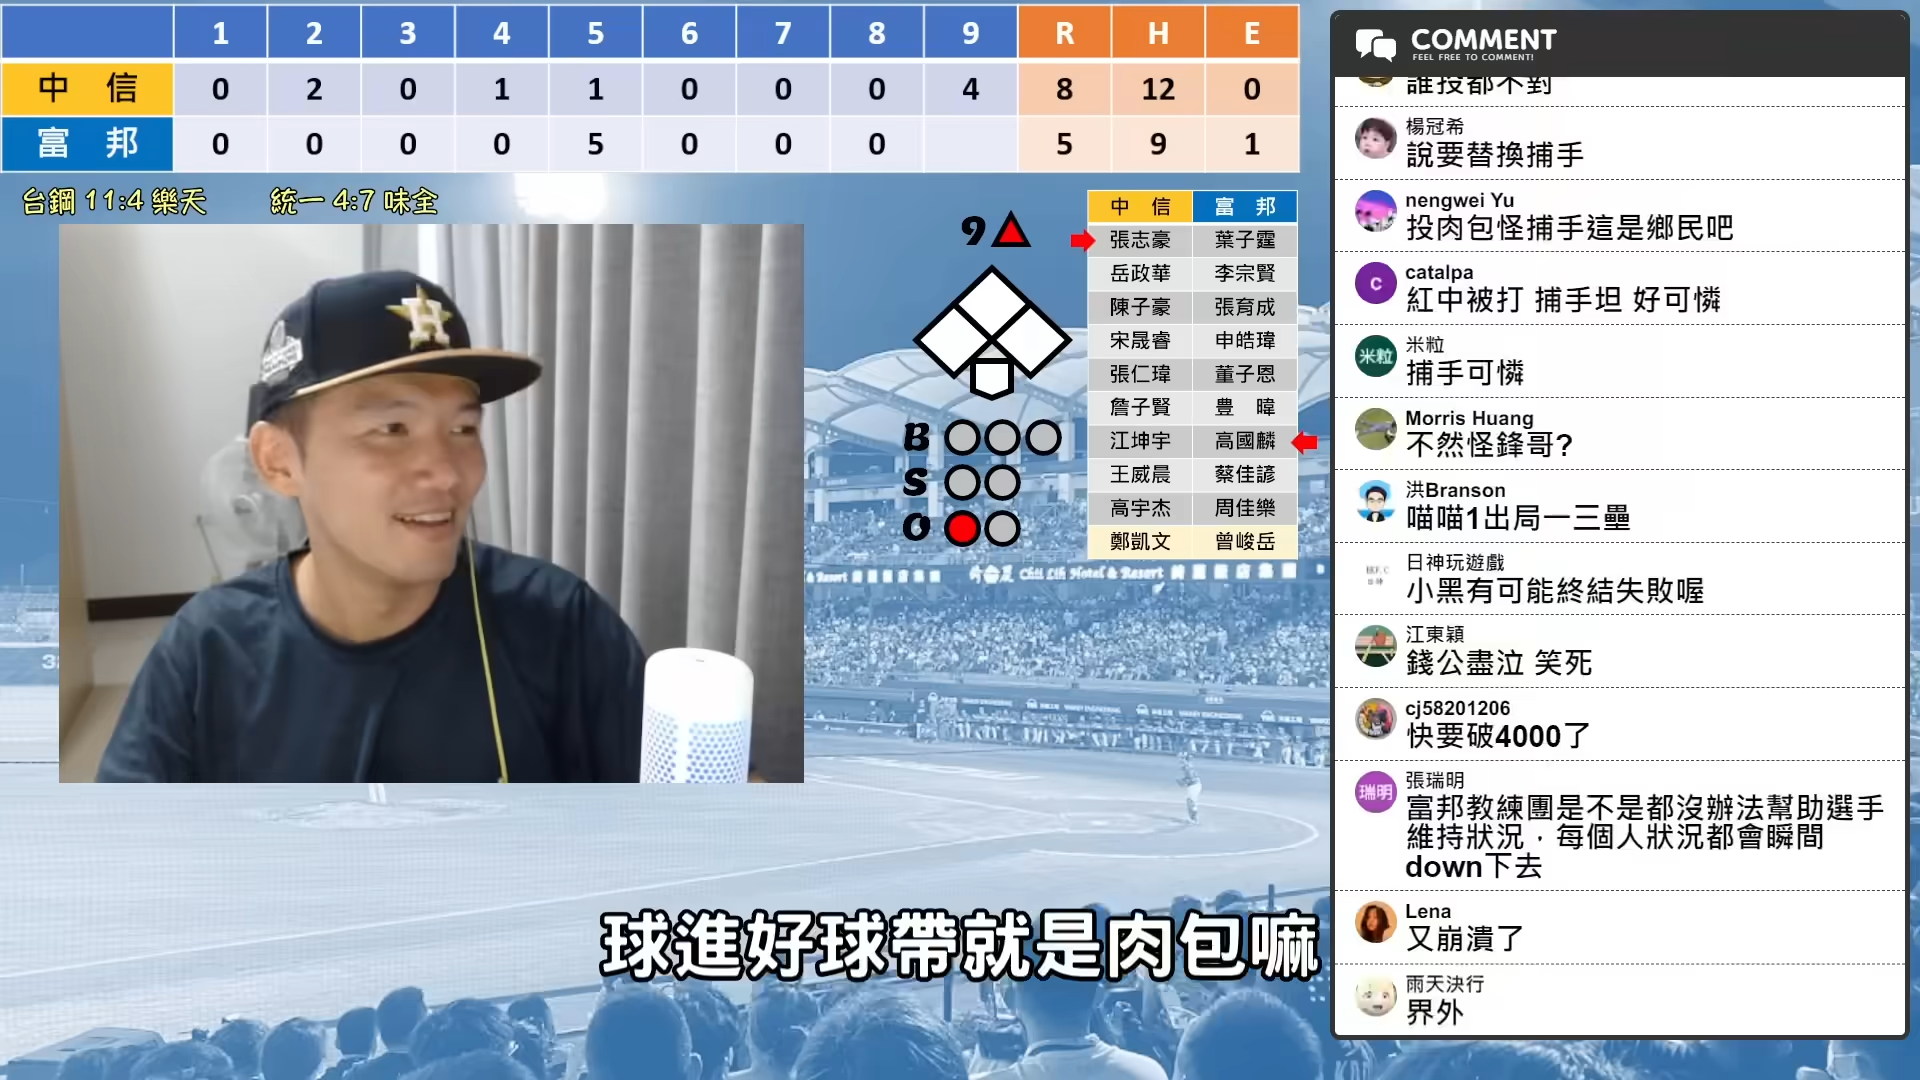 1 2 3 4 5 6 7 8 9 R H E
中 信 0 2 0 1 1 0 0 0 4 8 12 0
富 邦 0 0 0 0 5 0 0 0 5 9 1
台鋼 11:4 樂天 統一 4:7 味全
9
B
S
O
中 信 富 邦
張志豪 葉子霆
岳政華 李宗賢
陳子豪 張育成
宋晟睿 申皓瑋
張仁瑋 董子恩
詹子賢 豊 暐
江坤宇 高國麟
王威晨 蔡佳諺
高宇杰 周佳樂
鄭凱文 曾峻岳
Chii Lih Hotel & Resort
H
球進好球帶就是肉包嘛
COMMENT
FEEL FREE TO COMMENT!
誰投都不對
楊冠希
說要替換捕手
nengwei Yu
投肉包怪捕手這是鄉民吧
C
catalpa
紅中被打 捕手坦 好可憐
米粒
米粒
捕手可憐
Morris Huang
不然怪鋒哥?
洪Branson
喵喵1出局一三壘
日神玩遊戲
小黑有可能終結失敗喔
江東穎
錢公盡泣 笑死
cj58201206
快要破4000了
瑞明
張瑞明
富邦教練團是不是都沒辦法幫助選手
維持狀況，每個人狀況都會瞬間
down下去
Lena
又崩潰了
雨天決行
界外